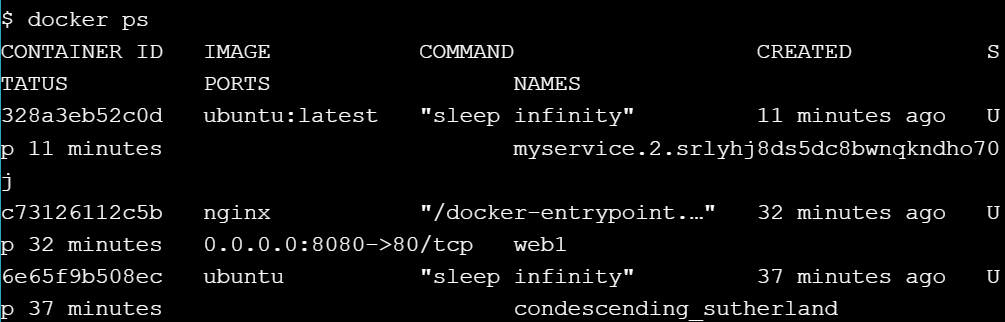 $ docker ps
CONTAINER ID   IMAGE           COMMAND                  CREATED          S
TATUS          PORTS                  NAMES
328a3eb52c0d   ubuntu:latest   "sleep infinity"         11 minutes ago   U
p 11 minutes                          myservice.2.srlyhj8ds5dc8bwnqkndho70
j
c73126112c5b   nginx           "/docker-entrypoint.…"   32 minutes ago   U
p 32 minutes   0.0.0.0:8080->80/tcp   web1
6e65f9b508ec   ubuntu          "sleep infinity"         37 minutes ago   U
p 37 minutes                          condescending_sutherland